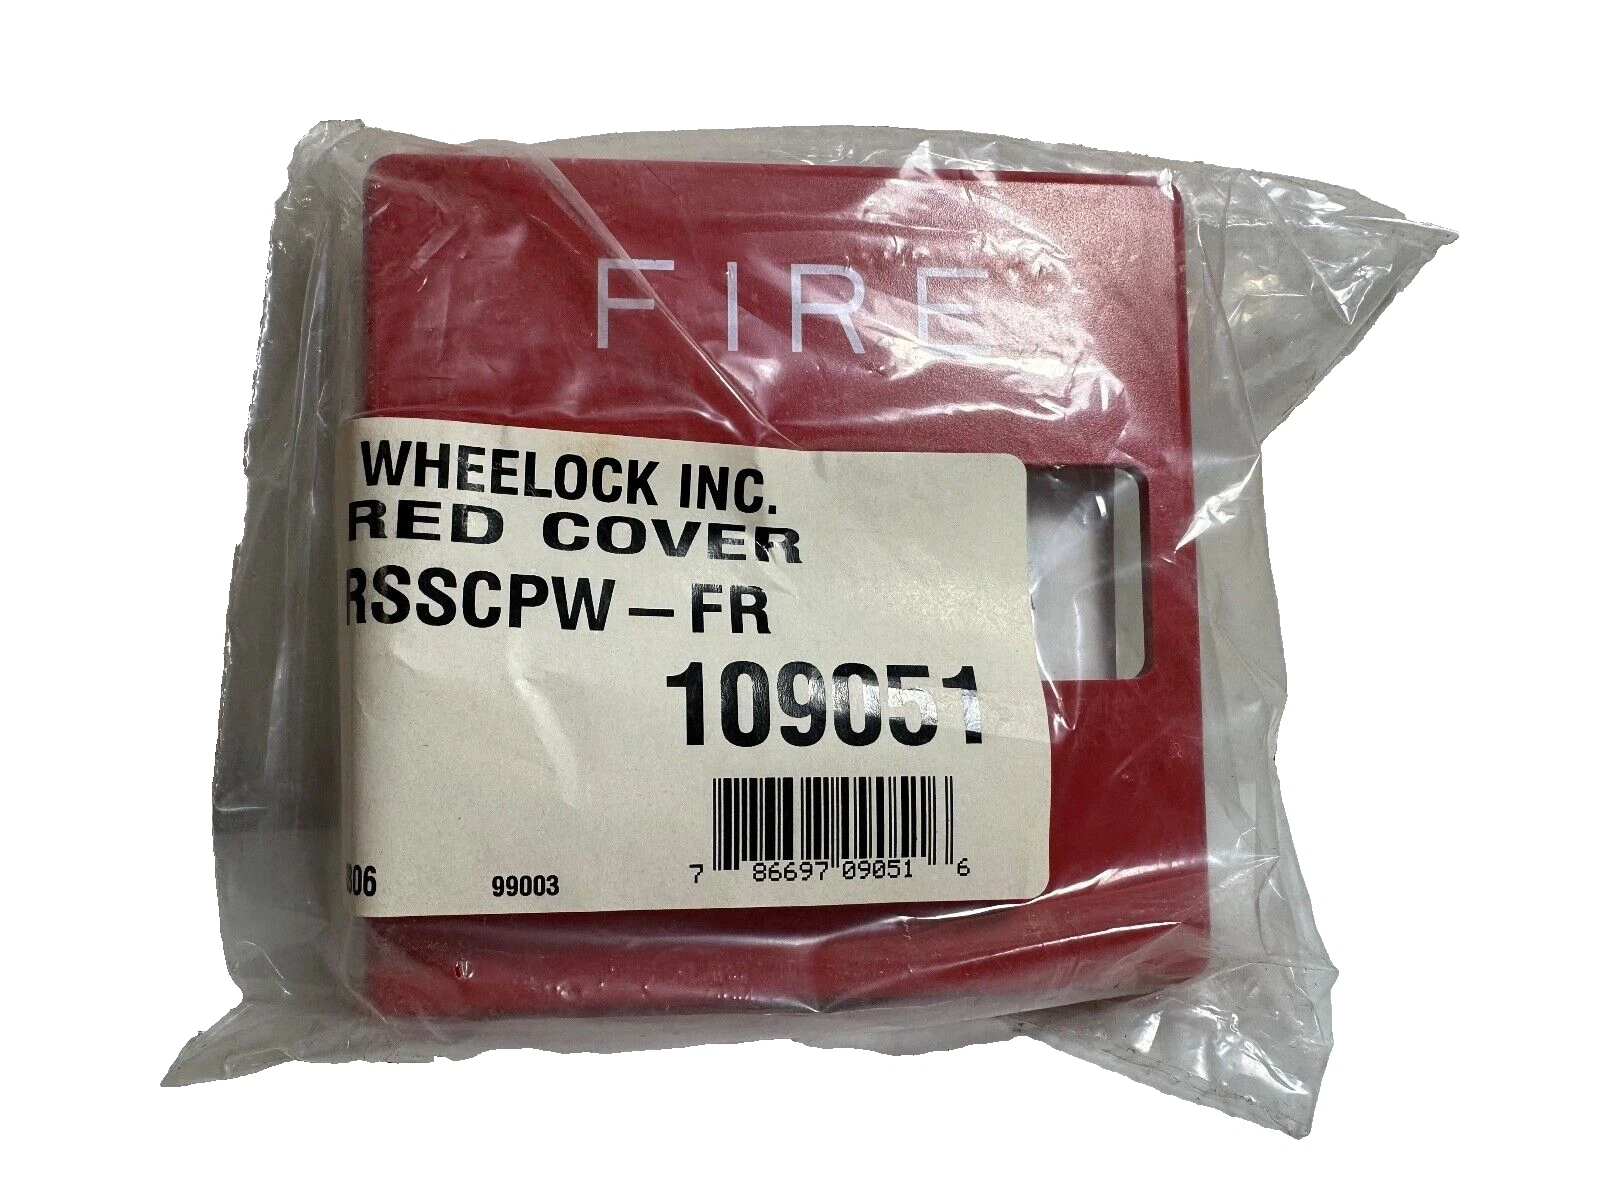 FIRE
WHEELOCK INC.
RED COVER
RSSCPW-FR
109051
7 86697 09051 6
99003